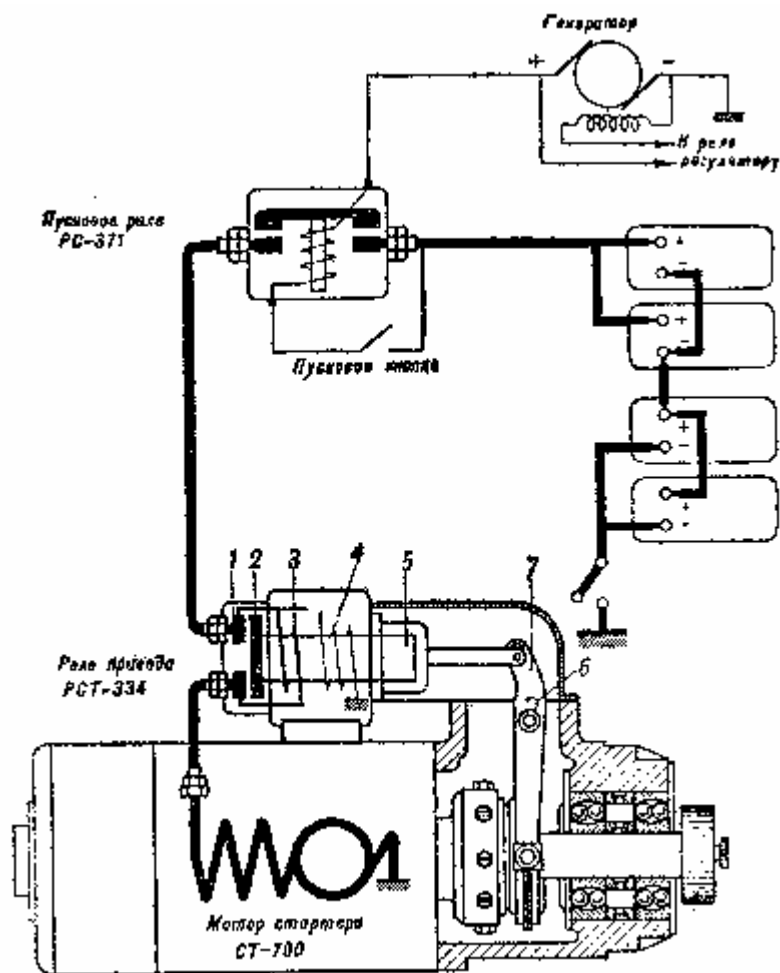 Генератор
+ -
К реле
регулятору
Пусковое реле
РС-371
+
-
+
-
Пусковая кнопка
+
-
+
-
1 2 3 4 5 7
6
Реле привода
РСТ-334
Мотор стартера
СТ-700